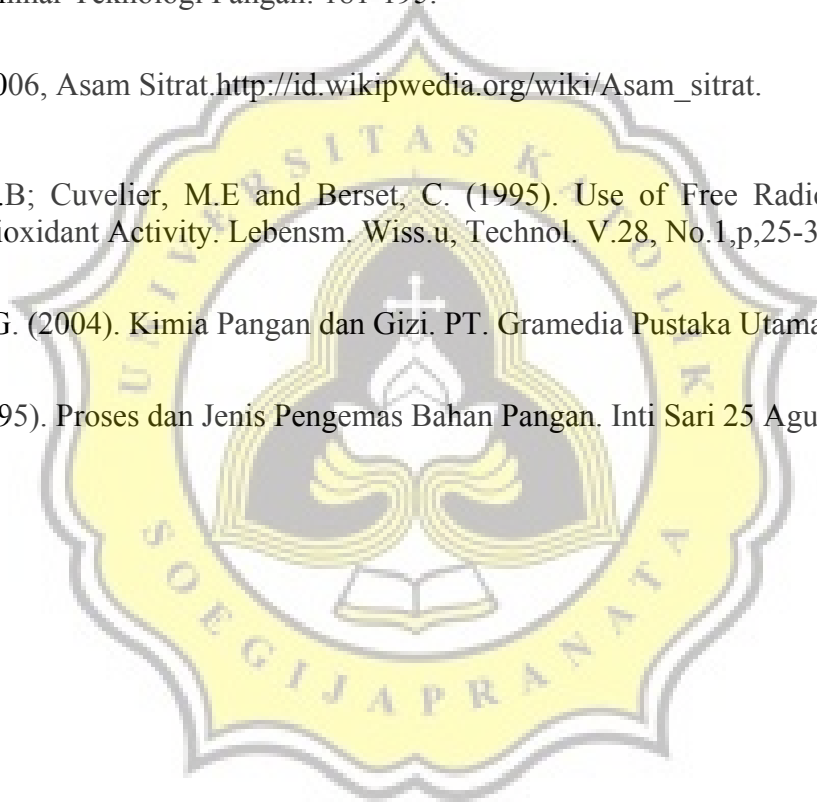 Teknologi Pangan. 181-195.
006, Asam Sitrat.http://id.wikipwedia.org/wiki/Asam_sitrat.
.B; Cuvelier, M.E and Berset, C. (1995). Use of Free Radic
ioxidant Activity. Lebensm. Wiss.u, Technol. V.28, No.1,p,25-3
G. (2004). Kimia Pangan dan Gizi. PT. Gramedia Pustaka Utama
95). Proses dan Jenis Pengemas Bahan Pangan. Inti Sari 25 Agu
UNIVERSITAS KATOLIK
SOEGIJAPRANATA